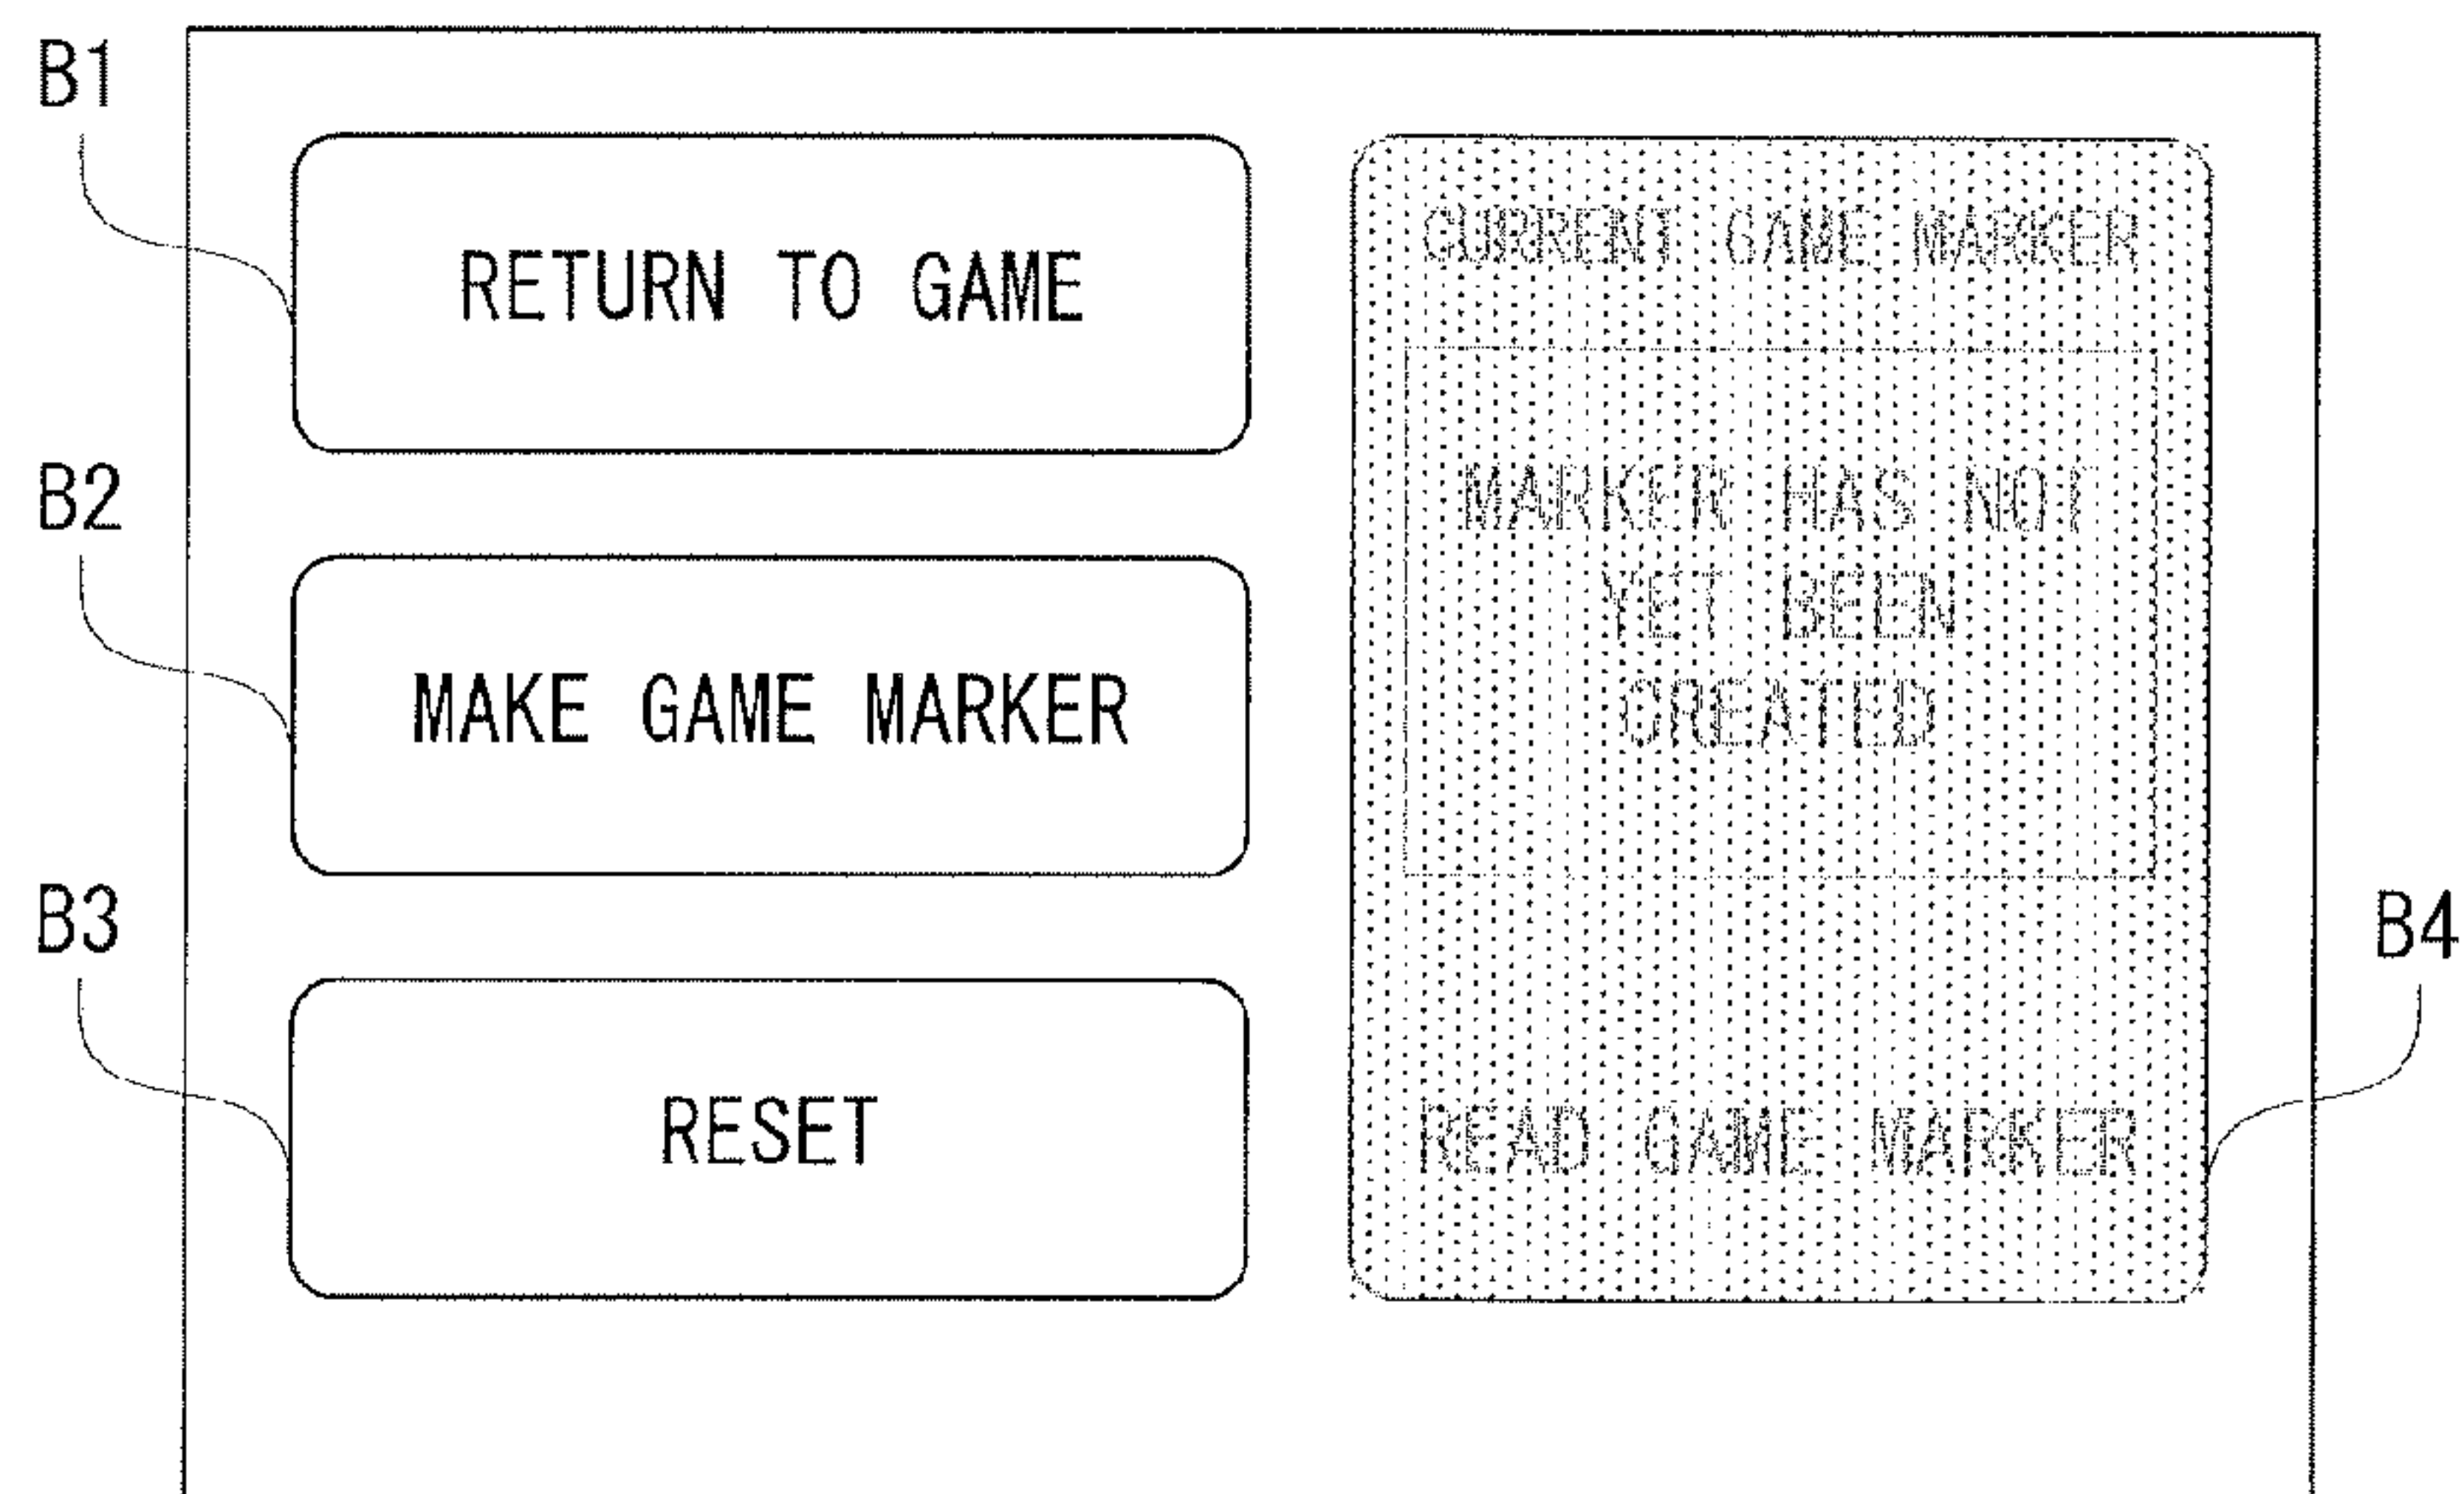 B1
RETURN TO GAME
B2
MAKE GAME MARKER
B3
RESET
CURRENT GAME MARKER
MARKER HAS NOT
YET BEEN
CREATED
READ GAME MARKER
B4